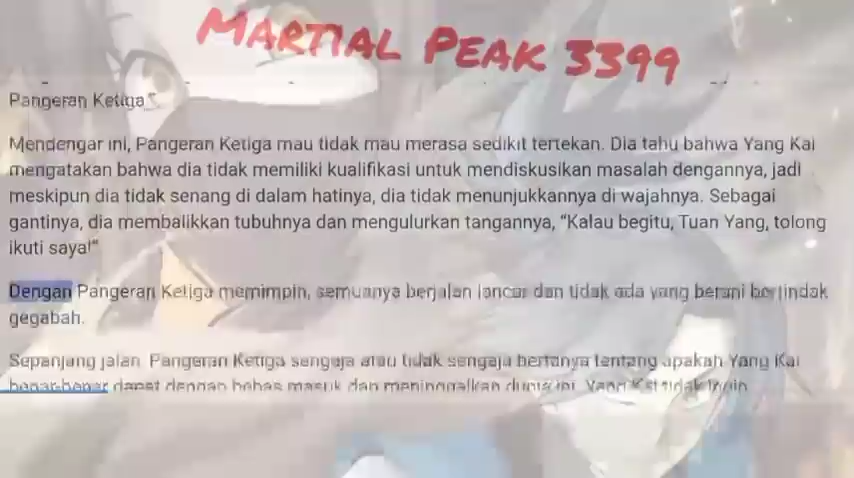 MARTIAL PEAK 3399
Pangeran Ketiga
Mendengar ini, Pangeran Ketiga mau tidak mau merasa sedikit tertekan. Dia tahu bahwa Yang Kai
mengatakan bahwa dia tidak memiliki kualifikasi untuk mendiskusikan masalah dengannya, jadi
meskipun dia tidak senang di dalam hatinya, dia tidak menunjukkannya di wajahnya. Sebagai
gantinya, dia membalikkan tubuhnya dan mengulurkan tangannya, “Kalau begitu, Tuan Yang, tolong
ikuti saya!”
Dengan Pangeran Ketiga memimpin, semuanya berjalan lancar dan tidak ada yang berani bertindak
gegabah.
Sepanjang jalan, Pangeran Ketiga sengaja atau tidak sengaja bertanya tentang apakah Yang Kai
benar-benar dapat dengan bebas masuk dan meninggalkan dunia ini. Yang Kai tidak ingin